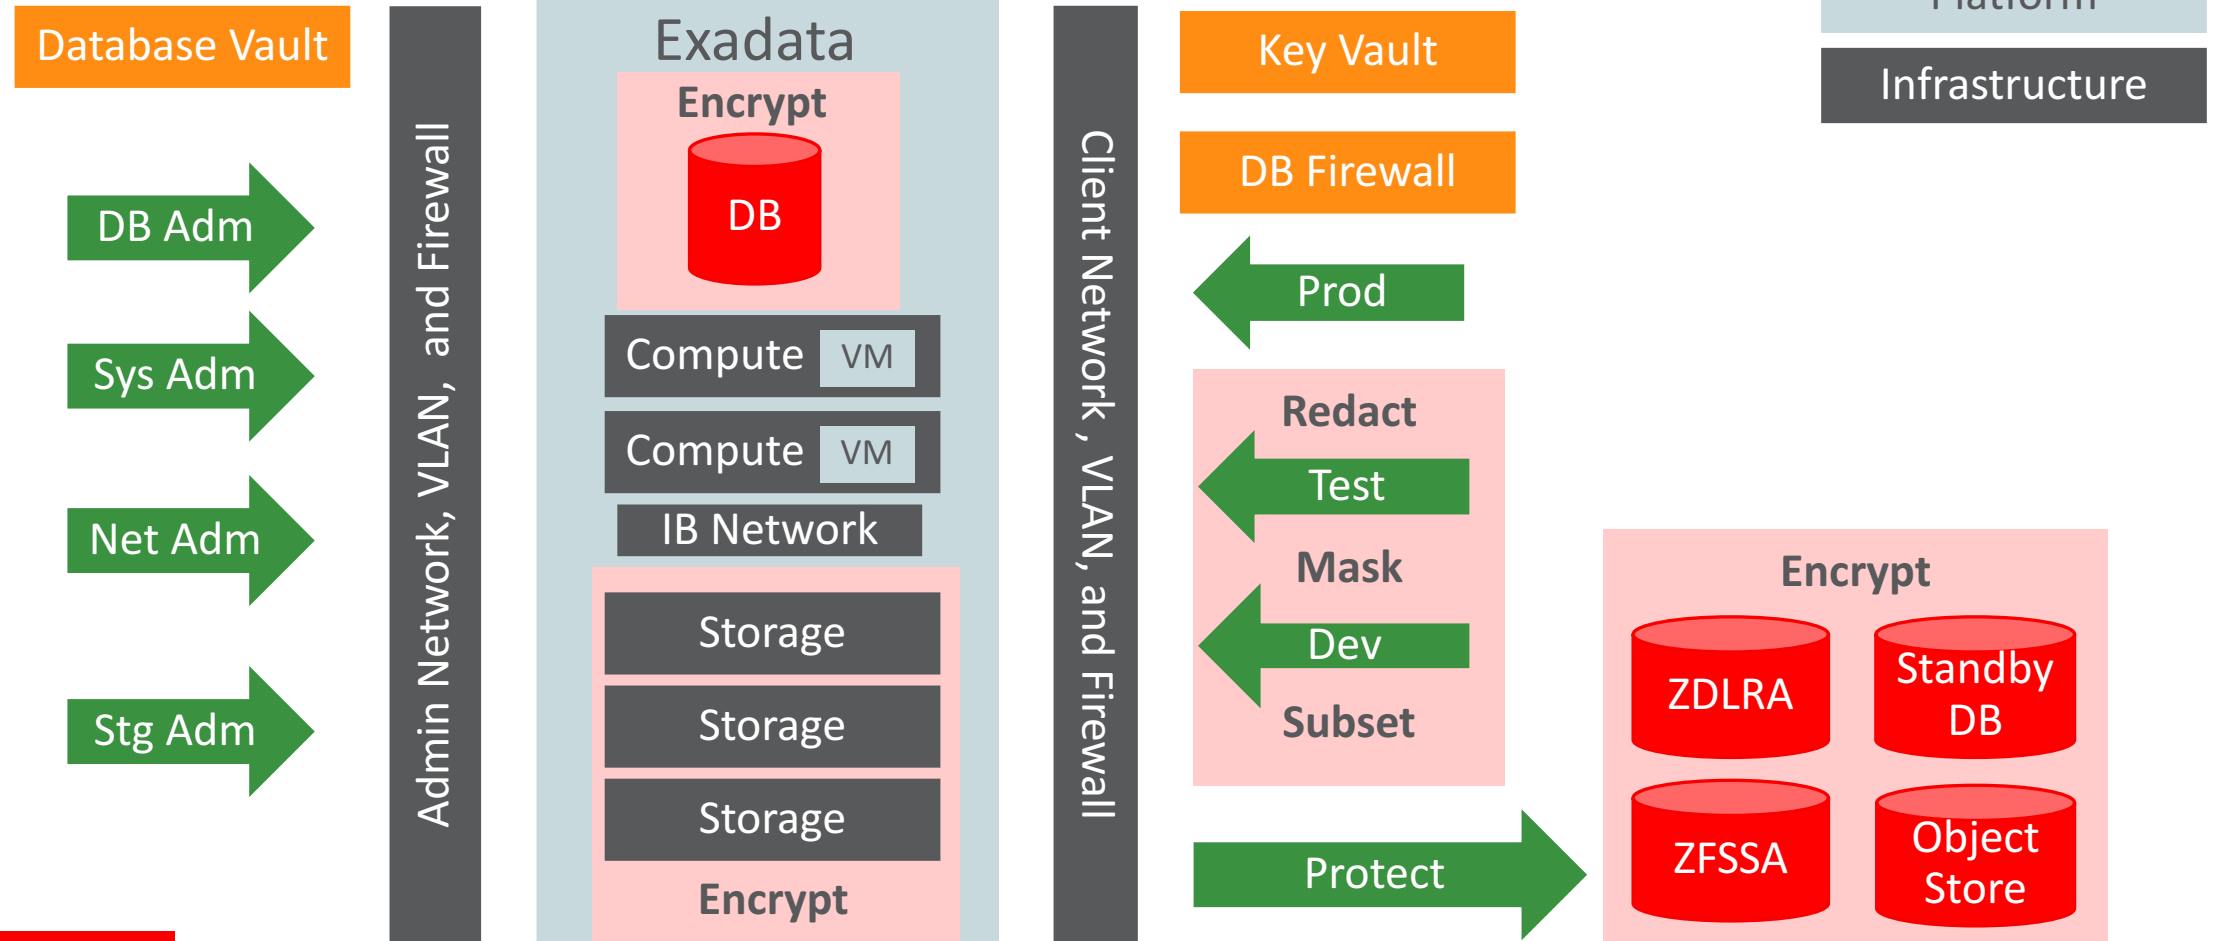 Database Vault
DB Adm
Sys Adm
Net Adm
Stg Adm
Admin Network, VLAN, and Firewall
Exadata
Encrypt
DB
Compute
VM
Compute
VM
IB Network
Storage
Storage
Storage
Encrypt
Client Network , VLAN, and Firewall
Key Vault
DB Firewall
Prod
Redact
Test
Mask
Dev
Subset
Protect
Platform
Infrastructure
Encrypt
ZDLRA
Standby
DB
ZFSSA
Object
Store